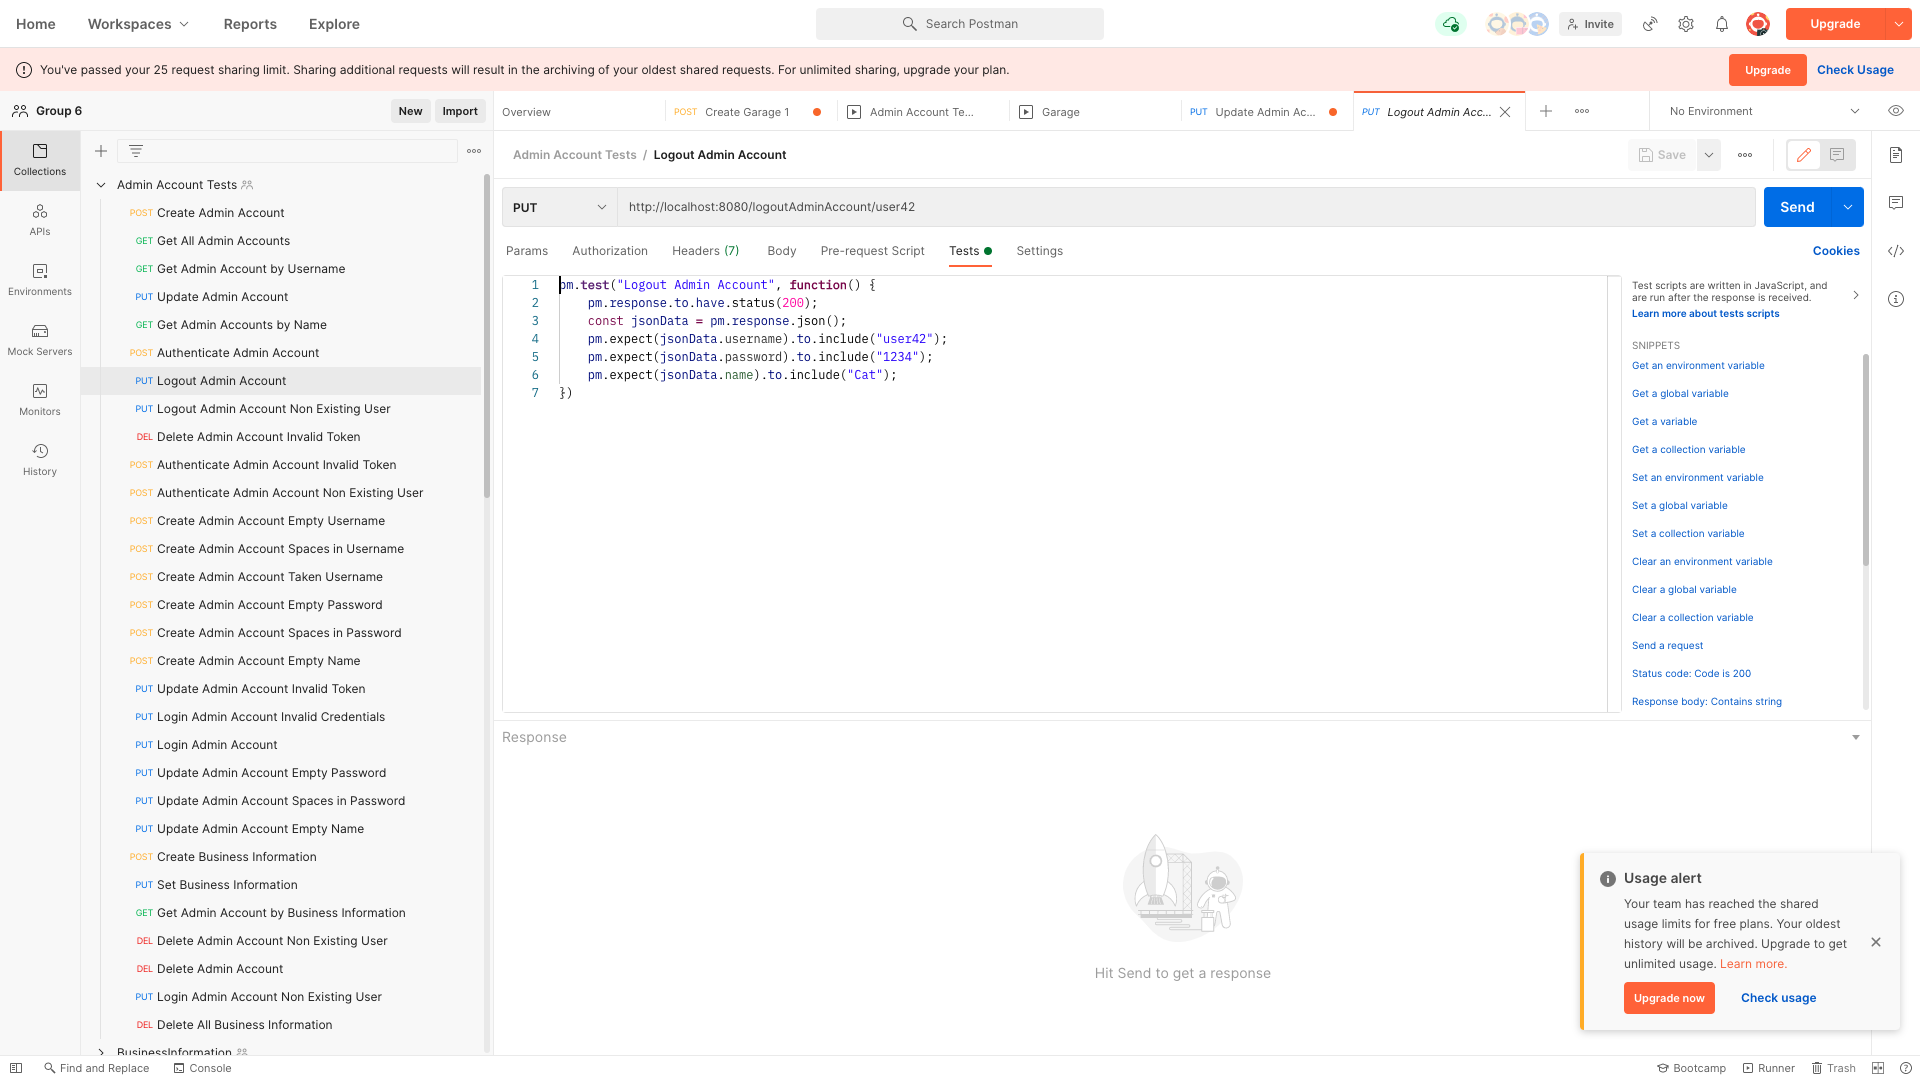 Home
Workspaces
Reports
Explore
Search Postman
Invite
Upgrade
You've passed your 25 request sharing limit. Sharing additional requests will result in the archiving of your oldest shared requests. For unlimited sharing, upgrade your plan.
Upgrade
Check Usage
Group 6
New
Import
Overview
POST Create Garage 1
Admin Account Te...
Garage
PUT Update Admin Ac...
PUT Logout Admin Acc...
No Environment
Collections
APIs
Environments
Mock Servers
Monitors
History
Admin Account Tests
POST Create Admin Account
GET Get All Admin Accounts
GET Get Admin Account by Username
PUT Update Admin Account
GET Get Admin Accounts by Name
POST Authenticate Admin Account
PUT Logout Admin Account
PUT Logout Admin Account Non Existing User
DEL Delete Admin Account Invalid Token
POST Authenticate Admin Account Invalid Token
POST Authenticate Admin Account Non Existing User
POST Create Admin Account Empty Username
POST Create Admin Account Spaces in Username
POST Create Admin Account Taken Username
POST Create Admin Account Empty Password
POST Create Admin Account Spaces in Password
POST Create Admin Account Empty Name
PUT Update Admin Account Invalid Token
PUT Login Admin Account Invalid Credentials
PUT Login Admin Account
PUT Update Admin Account Empty Password
PUT Update Admin Account Spaces in Password
PUT Update Admin Account Empty Name
POST Create Business Information
PUT Set Business Information
GET Get Admin Account by Business Information
DEL Delete Admin Account Non Existing User
DEL Delete Admin Account
PUT Login Admin Account Non Existing User
DEL Delete All Business Information
BusinessInformation
Admin Account Tests / Logout Admin Account
Save
PUT
http://localhost:8080/logoutAdminAccount/user42
Send
Params
Authorization
Headers (7)
Body
Pre-request Script
Tests
Settings
Cookies
1 pm.test("Logout Admin Account", function() {
2 pm.response.to.have.status(200);
3 const jsonData = pm.response.json();
4 pm.expect(jsonData.username).to.include("user42");
5 pm.expect(jsonData.password).to.include("1234");
6 pm.expect(jsonData.name).to.include("Cat");
7 })
Test scripts are written in JavaScript, and
are run after the response is received.
Learn more about tests scripts
SNIPPETS
Get an environment variable
Get a global variable
Get a variable
Get a collection variable
Set an environment variable
Set a global variable
Set a collection variable
Clear an environment variable
Clear a global variable
Clear a collection variable
Send a request
Status code: Code is 200
Response body: Contains string
Response
Hit Send to get a response
Usage alert
Your team has reached the shared
usage limits for free plans. Your oldest
history will be archived. Upgrade to get
unlimited usage. Learn more.
Upgrade now
Check usage
Find and Replace
Console
Bootcamp
Runner
Trash